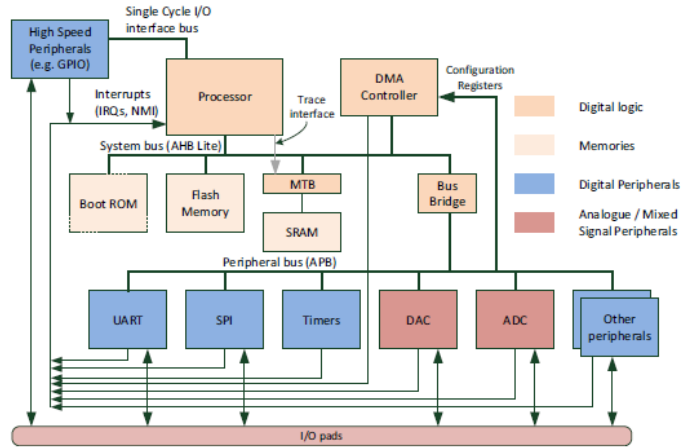 Single Cycle I/O
interface bus
High Speed
Peripherals
(e.g. GPIO)
Interrupts
(IRQs, NMI)
Processor
Trace
interface
DMA
Controller
Configuration
Registers
Digital logic
Memories
Digital Peripherals
Analogue / Mixed
Signal Peripherals
System bus (AHB Lite)
Boot ROM
Flash
Memory
MTB
SRAM
Bus
Bridge
Peripheral bus (APB)
UART
SPI
Timers
DAC
ADC
Other
peripherals
I/O pads